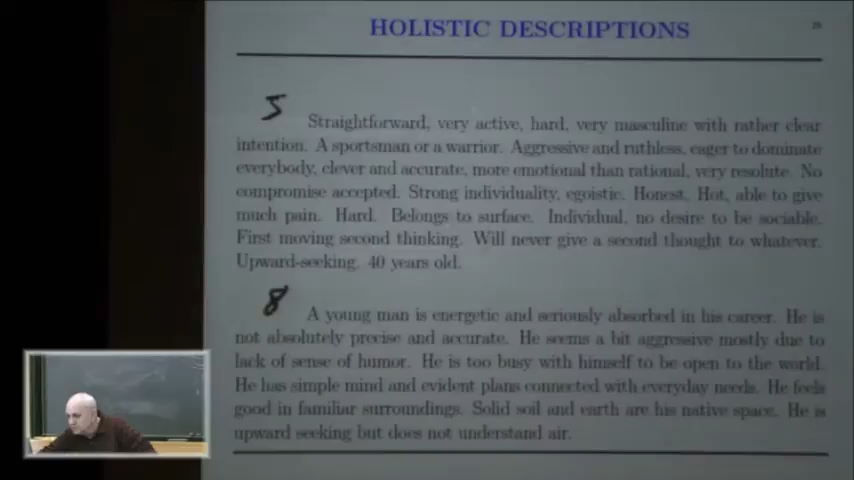 HOLISTIC DESCRIPTIONS
5
Straightforward, very active, hard, very masculine with rather clear
intention. A sportsman or a warrior. Aggressive and ruthless, eager to dominate
everybody, clever and accurate, more emotional than rational, very resolute. No
compromise accepted. Strong individuality, egoistic. Honest. Hot, able to give
much pain. Hard. Belongs to surface. Individual, no desire to be sociable.
First moving second thinking. Will never give a second thought to whatever.
Upward-seeking. 40 years old.
8
A young man is energetic and seriously absorbed in his career. He is
not absolutely precise and accurate. He seems a bit aggressive mostly due to
lack of sense of humor. He is too busy with himself to be open to the world.
He has simple mind and evident plans connected with everyday needs. He feels
good in familiar surroundings. Solid soil and earth are his native space. He is
upward seeking but does not understand air.